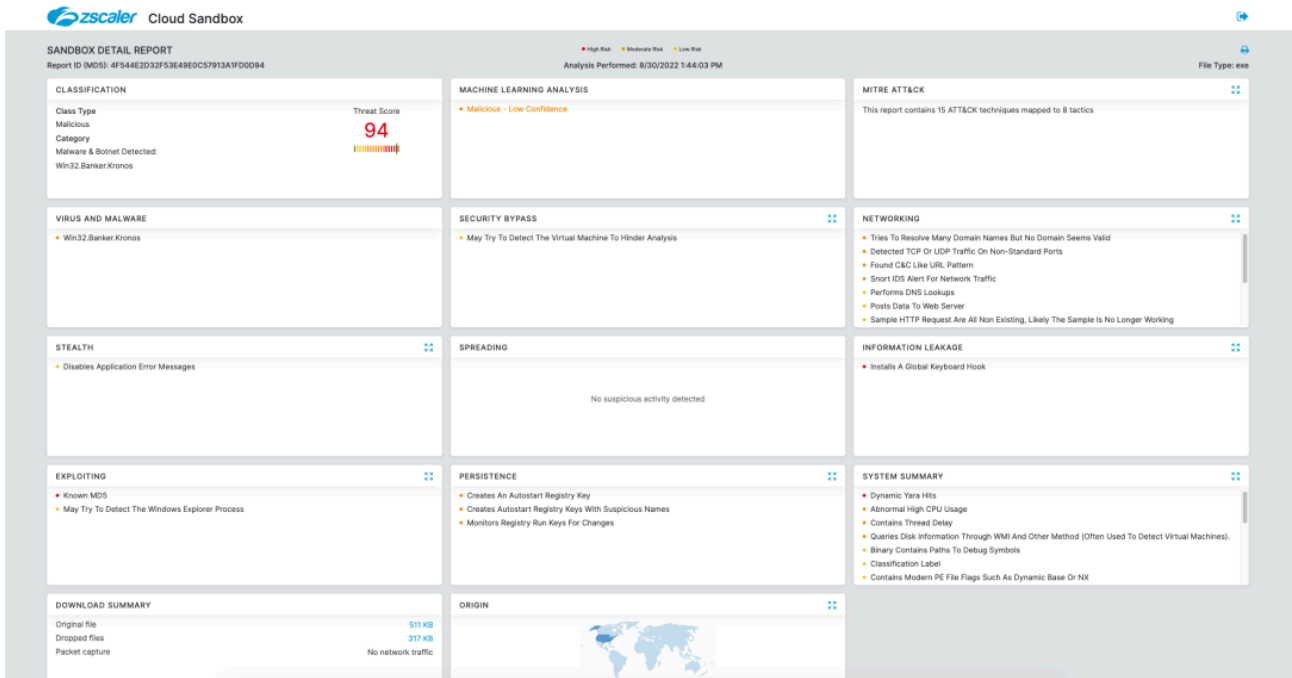 zscaler Cloud Sandbox
SANDBOX DETAIL REPORT
Report ID (MD5): 4F544E2D32F53E49E0C57913A1FD0D94
High Risk Moderate Risk Low Risk
Analysis Performed: 8/30/2022 1:44:03 PM
File Type: exe
CLASSIFICATION
Class Type
Malicious
Category
Malware & Botnet Detected:
Win32.Banker.Kronos
Threat Score
94
MACHINE LEARNING ANALYSIS
Malicious - Low Confidence
MITRE ATT&CK
This report contains 15 ATT&CK techniques mapped to 8 tactics
VIRUS AND MALWARE
Win32.Banker.Kronos
SECURITY BYPASS
May Try To Detect The Virtual Machine To Hinder Analysis
NETWORKING
Tries To Resolve Many Domain Names But No Domain Seems Valid
Detected TCP Or UDP Traffic On Non-Standard Ports
Found C&C Like URL Pattern
Snort IDS Alert For Network Traffic
Performs DNS Lookups
Posts Data To Web Server
Sample HTTP Request Are All Non Existing, Likely The Sample Is No Longer Working
STEALTH
Disables Application Error Messages
SPREADING
No suspicious activity detected
INFORMATION LEAKAGE
Installs A Global Keyboard Hook
EXPLOITING
Known MD5
May Try To Detect The Windows Explorer Process
PERSISTENCE
Creates An Autostart Registry Key
Creates Autostart Registry Keys With Suspicious Names
Monitors Registry Run Keys For Changes
SYSTEM SUMMARY
Dynamic Yara Hits
Abnormal High CPU Usage
Contains Thread Delay
Queries Disk Information Through WMI And Other Method (Often Used To Detect Virtual Machines).
Binary Contains Paths To Debug Symbols
Classification Label
Contains Modern PE File Flags Such As Dynamic Base Or NX
DOWNLOAD SUMMARY
Original file 511 KB
Dropped files 317 KB
Packet capture No network traffic
ORIGIN